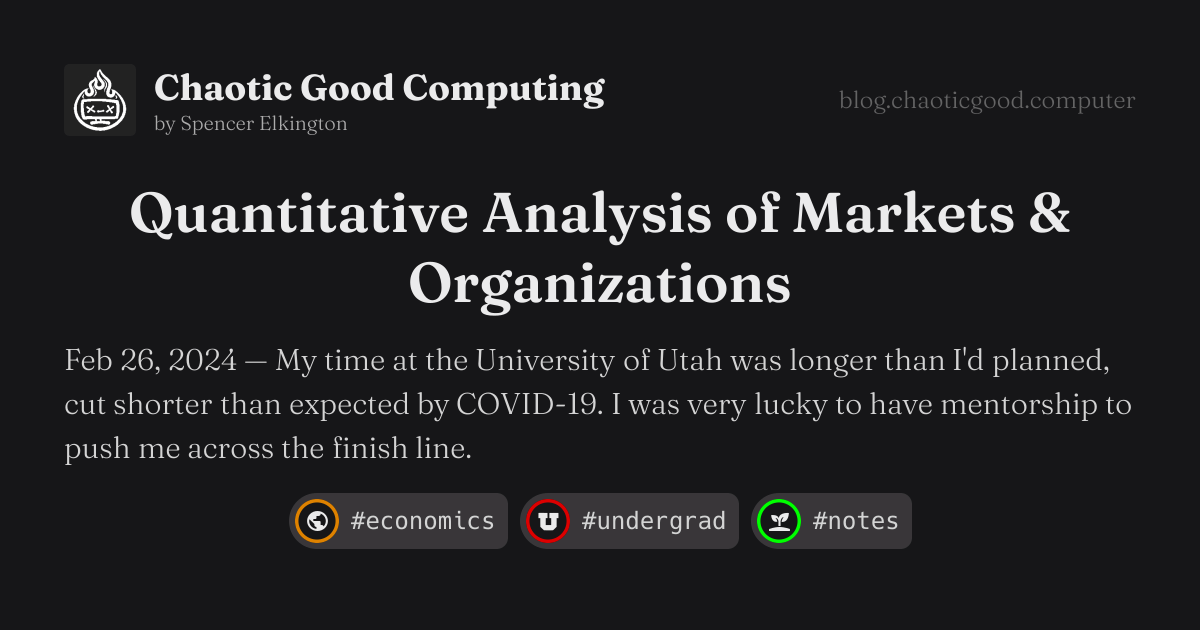 Chaotic Good Computing
by Spencer Elkington
blog.chaoticgood.computer
Quantitative Analysis of Markets &
Organizations
Feb 26, 2024 — My time at the University of Utah was longer than I'd planned,
cut shorter than expected by COVID-19. I was very lucky to have mentorship to
push me across the finish line.
#economics
#undergrad
#notes